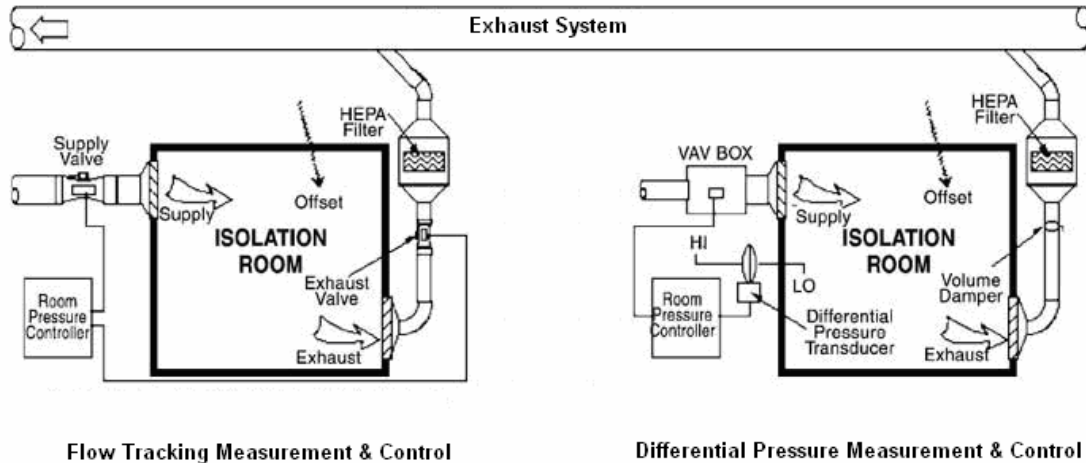 Exhaust System
HEPA
Filter
Supply
Valve
Supply
Offset
ISOLATION
ROOM
Exhaust
Valve
Room
Pressure
Controller
Exhaust
Flow Tracking Measurement & Control
HEPA
Filter
VAV BOX
Supply
Offset
ISOLATION
ROOM
HI
LO
Volume
Damper
Room
Pressure
Controller
Differential
Pressure
Transducer
Exhaust
Differential Pressure Measurement & Control